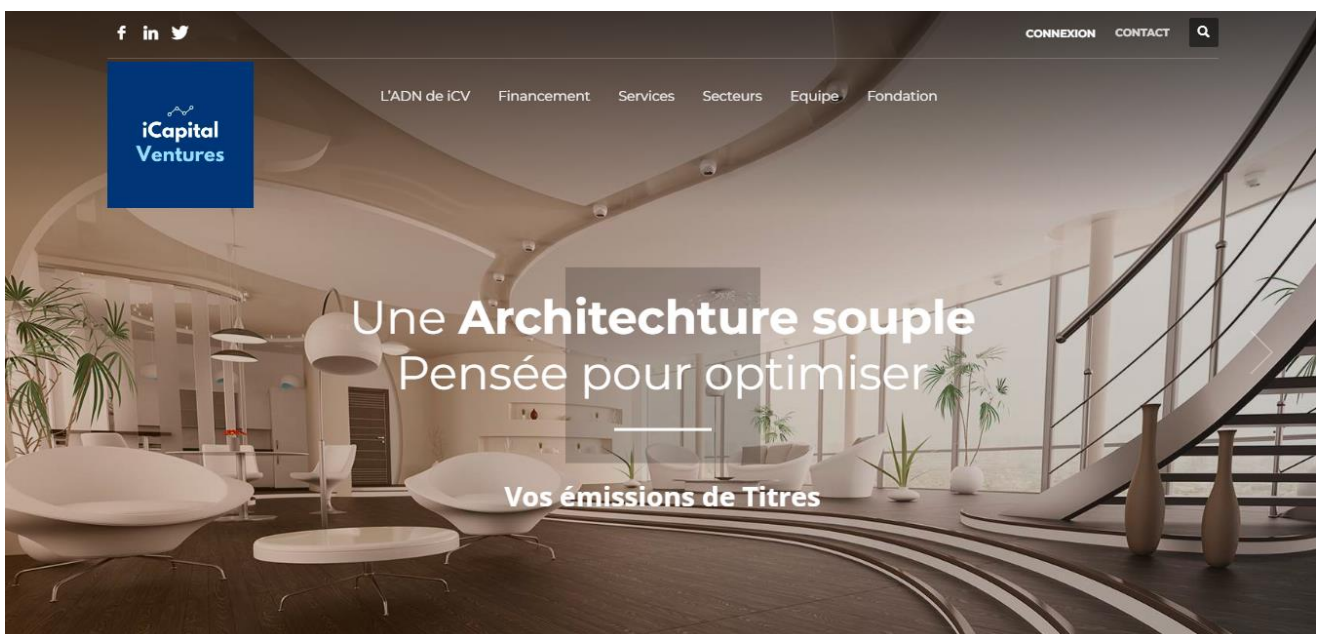 CONNEXION CONTACT
L'ADN de iCV Financement Services Secteurs Equipe Fondation
iCapital
Ventures
Une Architechture souple
Pensée pour optimiser
Vos émissions de Titres